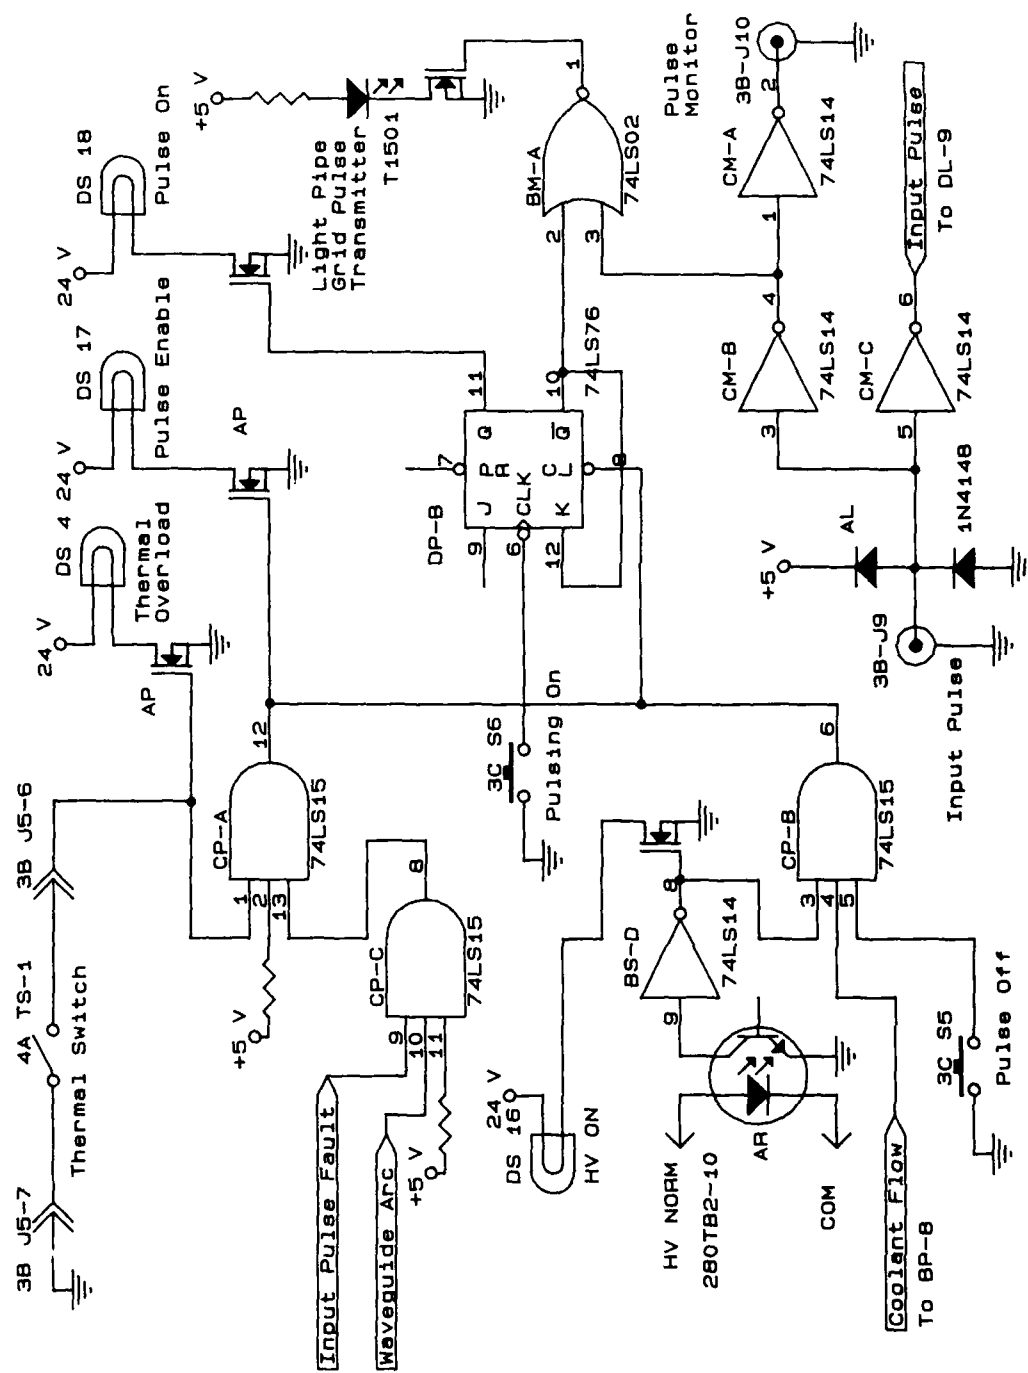 3B J5-7
4A TS-1
3B J5-6
Thermal Switch
24 V
DS 4
Thermal
Overload
AP
24 V
DS 17
Pulse Enable
AP
24 V
DS 18
Pulse On
+5 V
Light Pipe
Grid Pulse
Transmitter
T1501
+5 V
1
2
13
12
CP-A
74LS15
Input Pulse Fault
Waveguide Arc
+5 V
9
10
11
8
CP-C
74LS15
3C S6
Pulsing On
DP-B
9
6
12
7
J
PR
Q
CLK
K
CL
Q
11
10
8
74LS76
BM-A
2
3
1
74LS02
24 V
DS 16
HV ON
HV NORM
280TB2-10
COM
AR
9
BS-D
8
74LS14
3
4
5
6
CP-B
74LS15
Coolant Flow
To BP-8
3C S5
Pulse Off
Input Pulse
3B-J9
+5 V
AL
1N4148
3
CM-B
4
74LS14
5
CM-C
6
74LS14
1
CM-A
2
74LS14
Pulse
Monitor
3B-J10
Input Pulse
To DL-9